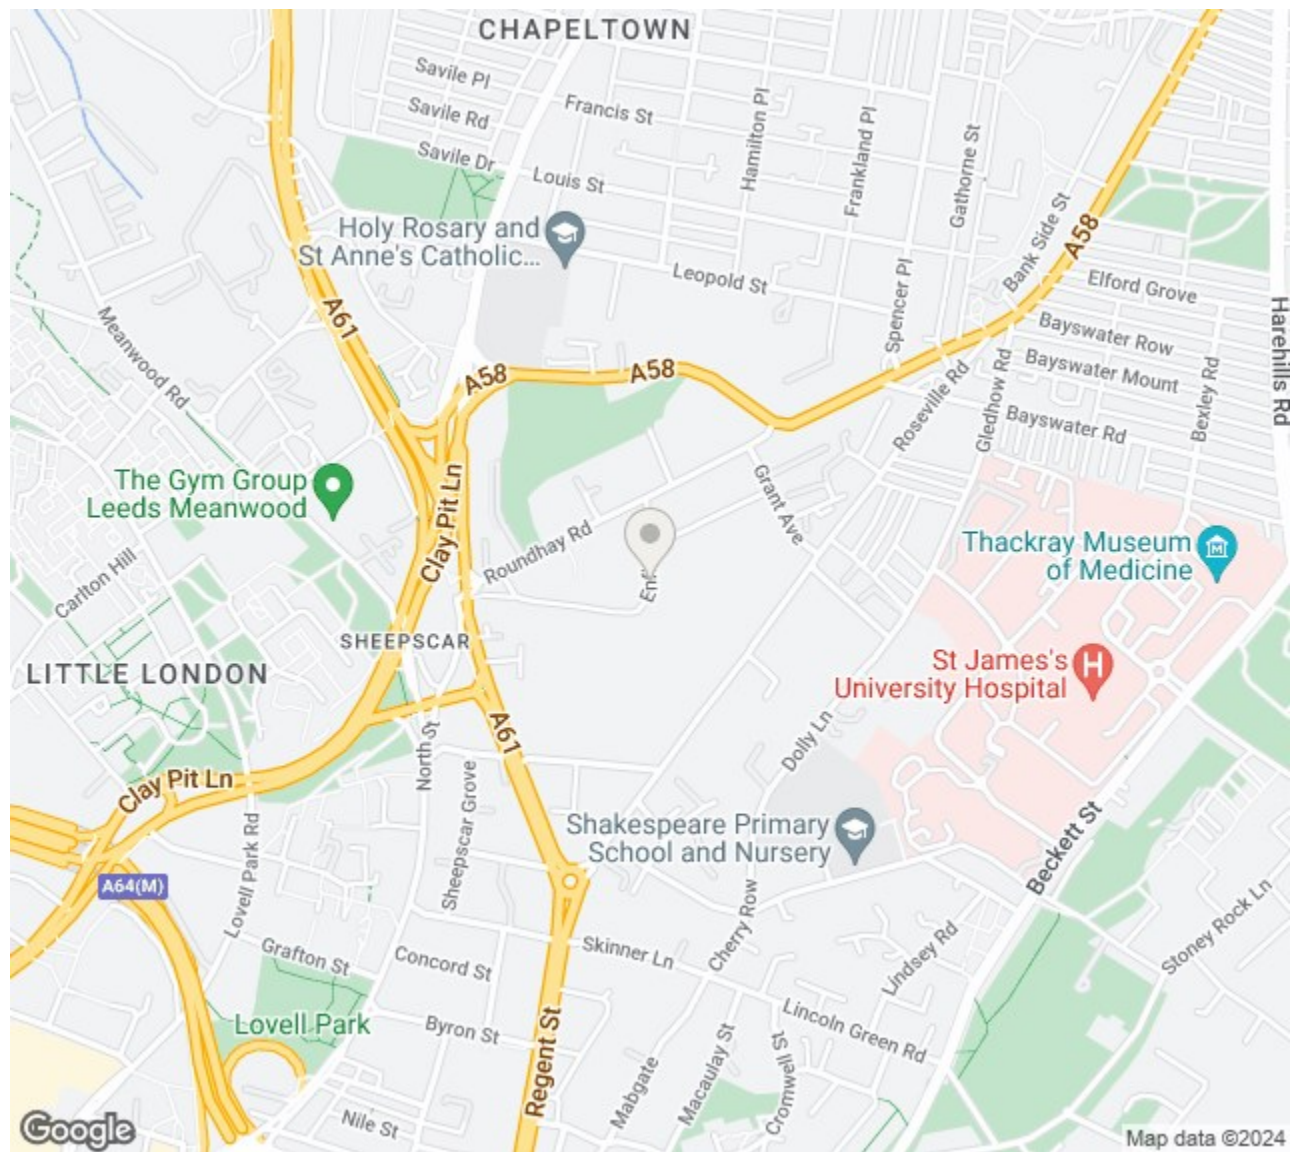 CHAPELTOWN
Savile Pl
Savile Rd
Savile Dr
Francis St
Hamilton Pl
Frankland Pl
Gathorne St
Louis St
Bank Side St
A58
Holy Rosary and
St Anne's Catholic...
Leopold St
Spencer Pl
Elford Grove
Harehills Rd
A61
Meanwood Rd
Bayswater Row
Bayswater Mount
Bexley Rd
A58
A58
Roseville Rd
Gledhow Rd
Bayswater Rd
The Gym Group
Leeds Meanwood
Clay Pit Ln
Grant Ave
Roundhay Rd
Thackray Museum
of Medicine
Carlton Hill
SHEEPSCAR
LITTLE LONDON
St James's
University Hospital
A61
North St
Dolly Ln
Clay Pit Ln
Sheepscar Grove
Shakespeare Primary
School and Nursery
Beckett St
Lovell Park Rd
A64(M)
Cherry Row
Stoney Rock Ln
Grafton St
Concord St
Skinner Ln
Lindsey Rd
Lovell Park
Byron St
Regent St
Lincoln Green Rd
Mabgate
Macaulay St
Cromwell St
Nile St
Google
Map data ©2024